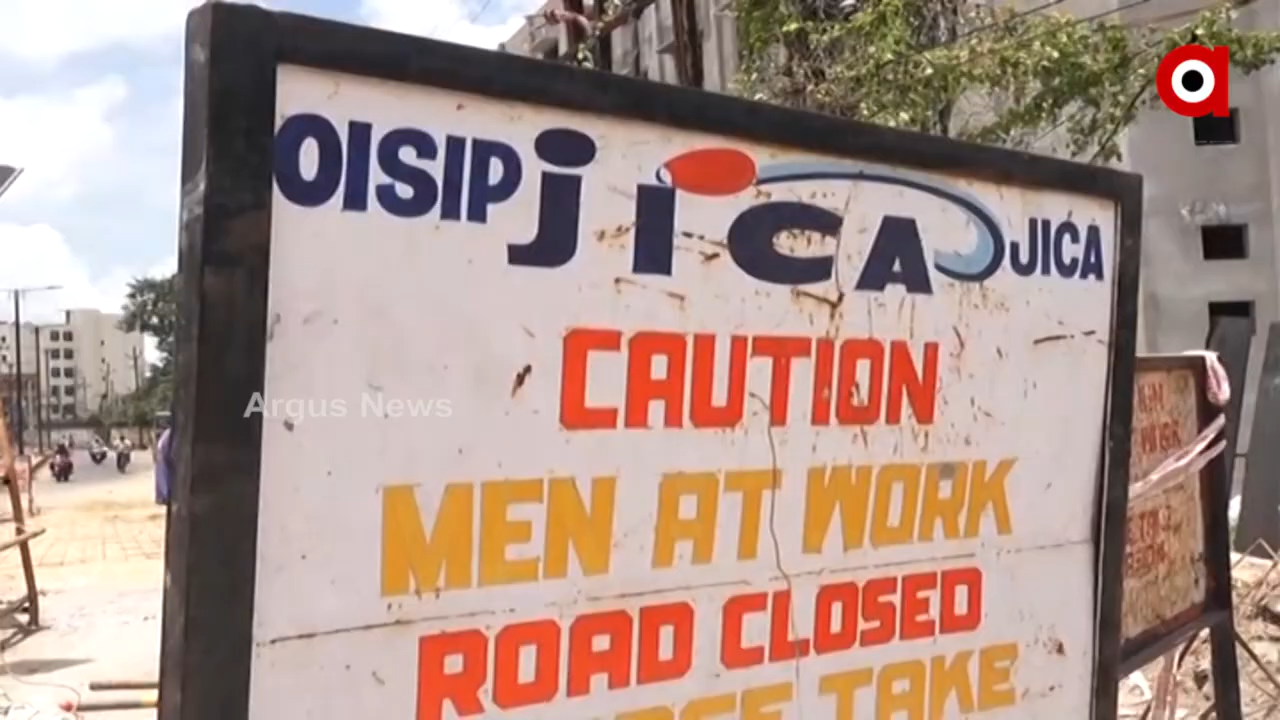 OISIP jICA JICA
CAUTION
Argus News
MEN AT WORK
ROAD CLOSED
TAKE